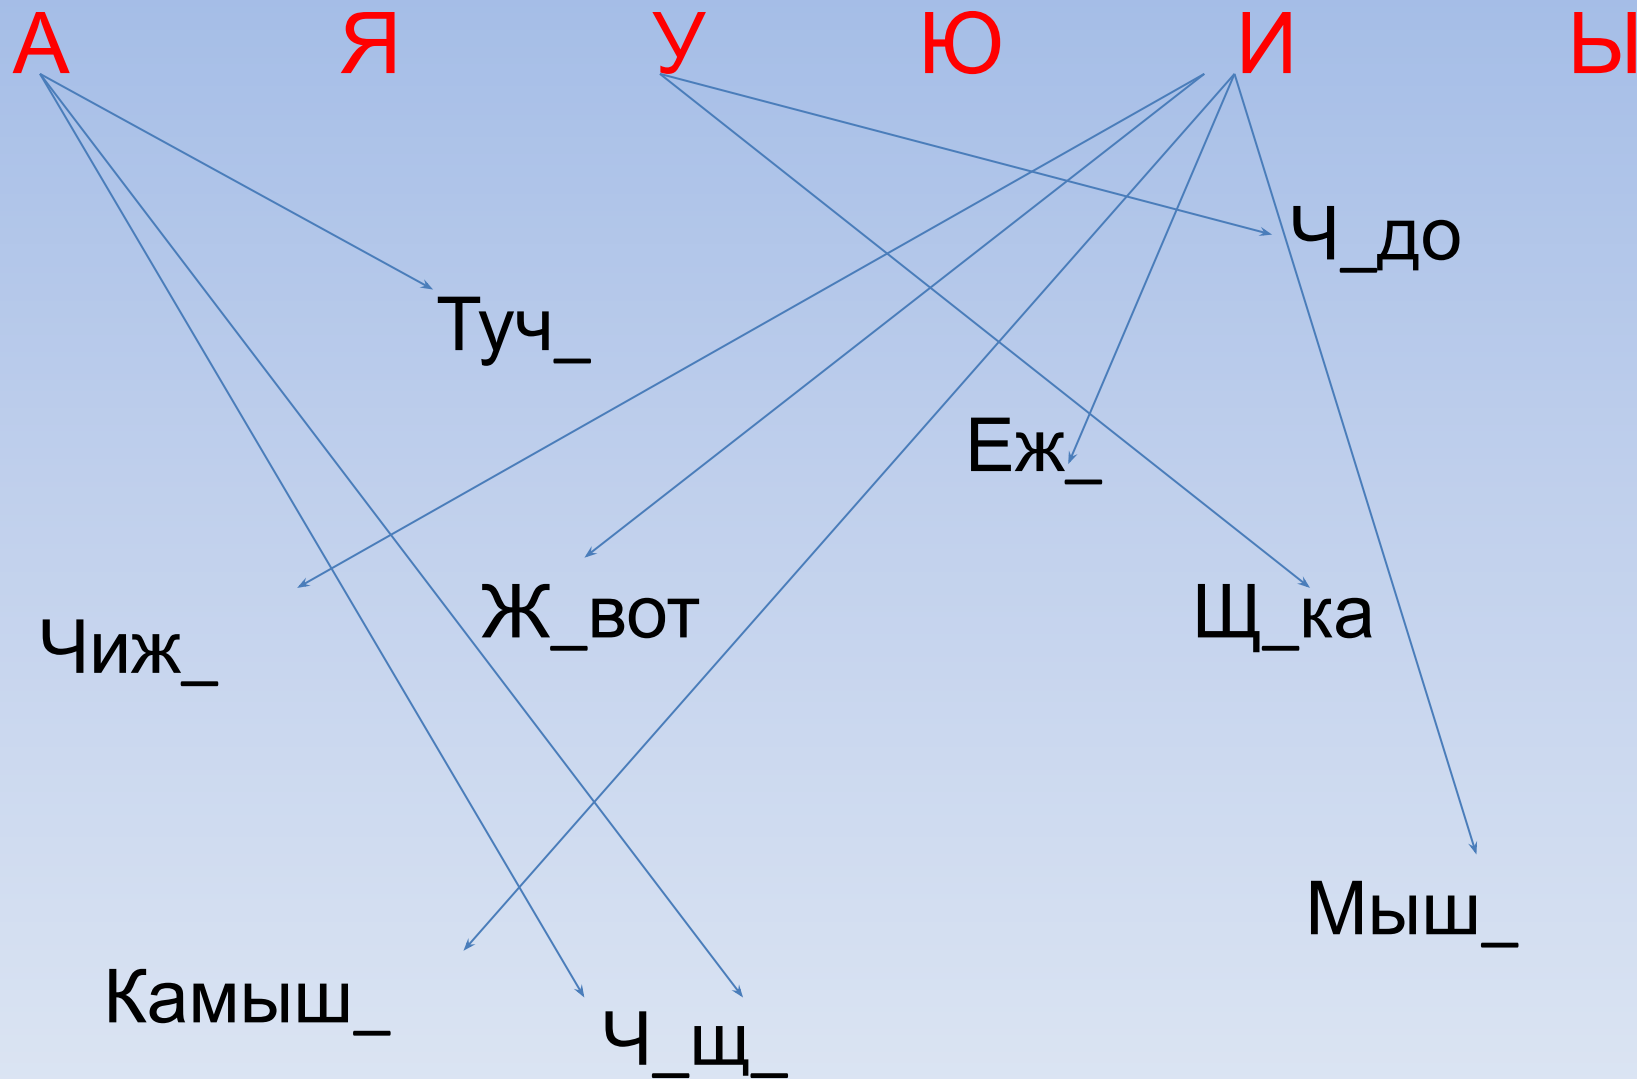 А Я У Ю И Ы
Ч_до
Туч_
Еж_
Ж_вот
Щ_ка
Чиж_
Мыш_
Камыш_
Ч_щ_